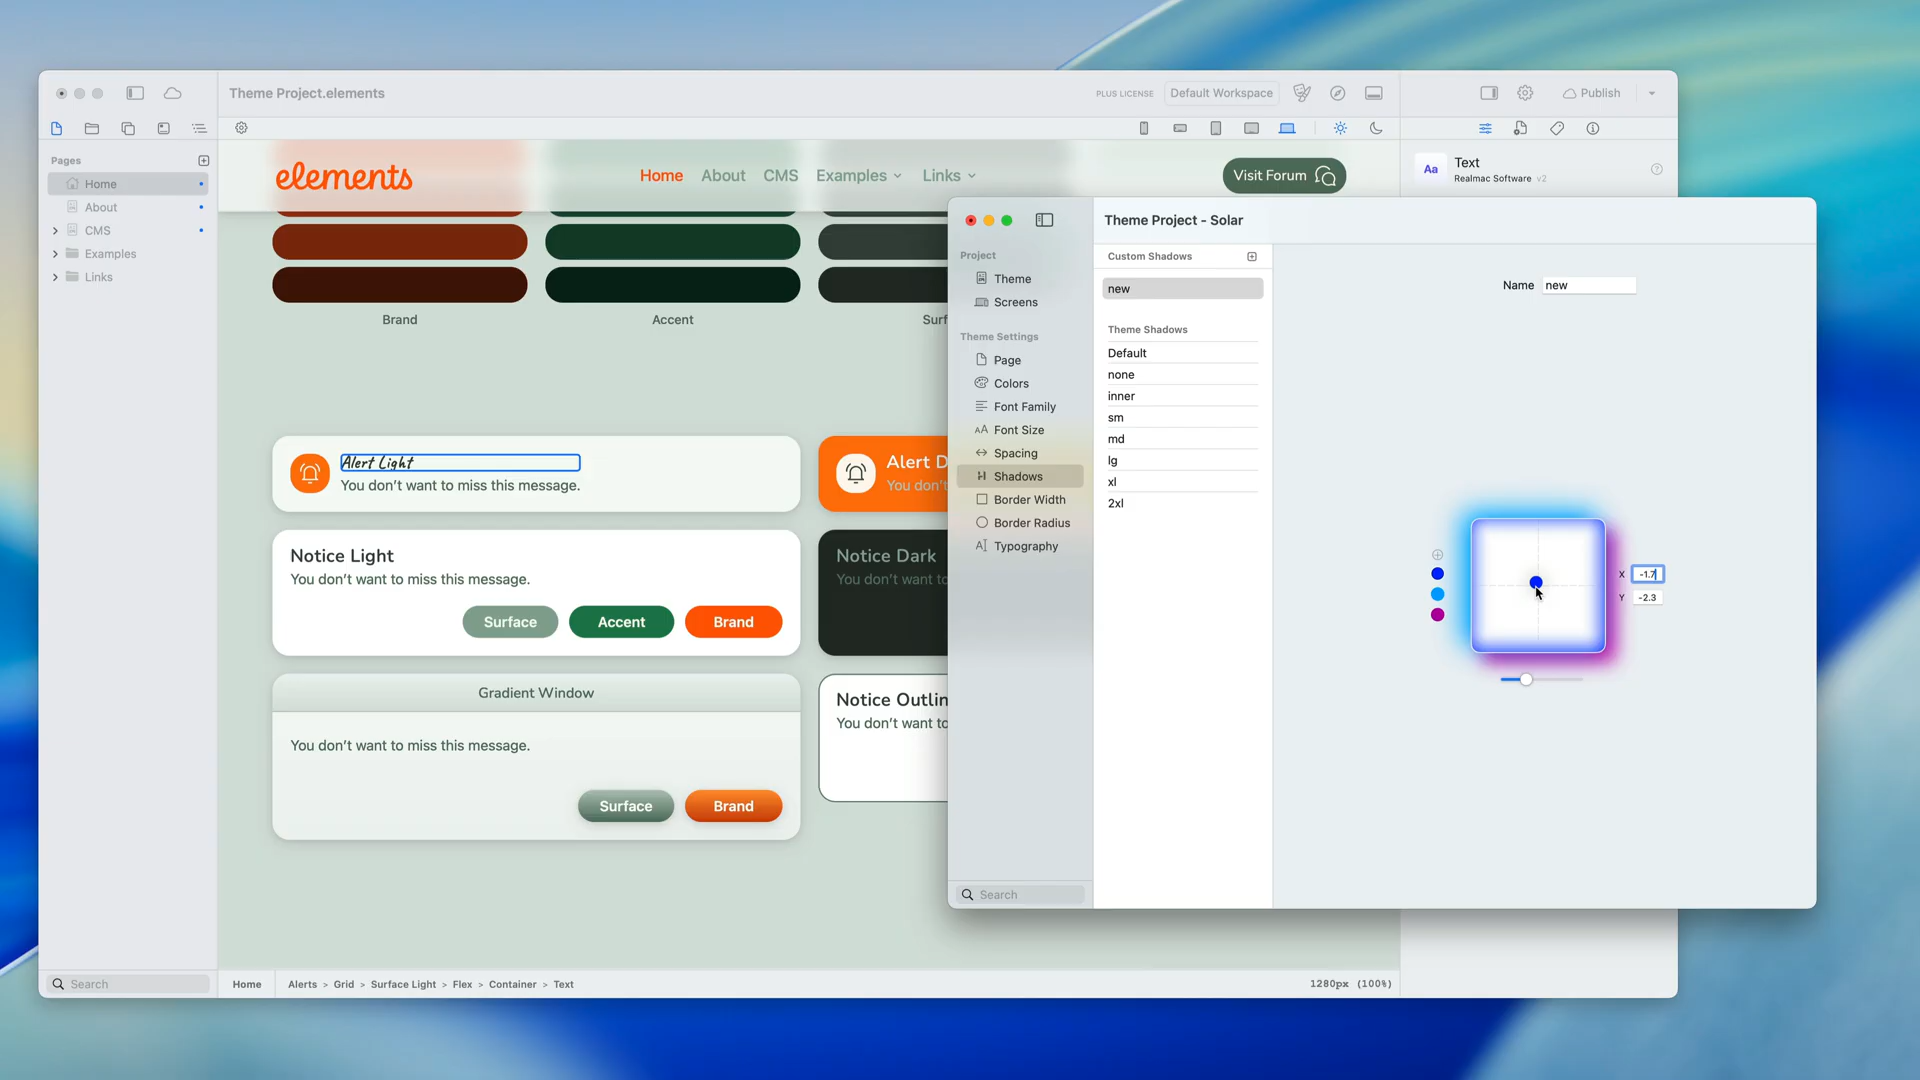 Theme Project.elements
PLUS LICENSE
Default Workspace
Publish
Pages
Home
About
CMS
Examples
Links
Search
elements
Home
About
CMS
Examples
Links
Visit Forum
Brand
Accent
Surf
Alert Light
You don't want to miss this message.
Alert D
You don't
Notice Light
You don't want to miss this message.
Surface
Accent
Brand
Notice Dark
You don't want to
Gradient Window
You don't want to miss this message.
Surface
Brand
Notice Outlin
You don't want to
Home
Alerts > Grid > Surface Light > Flex > Container > Text
1280px (100%)
Aa
Text
Realmac Software v2
Theme Project - Solar
Project
Theme
Screens
Theme Settings
Page
Colors
Font Family
AA Font Size
Spacing
Shadows
Border Width
Border Radius
Typography
Search
Custom Shadows
new
Theme Shadows
Default
none
inner
sm
md
lg
xl
2xl
Name new
X -1.7
Y -2.3